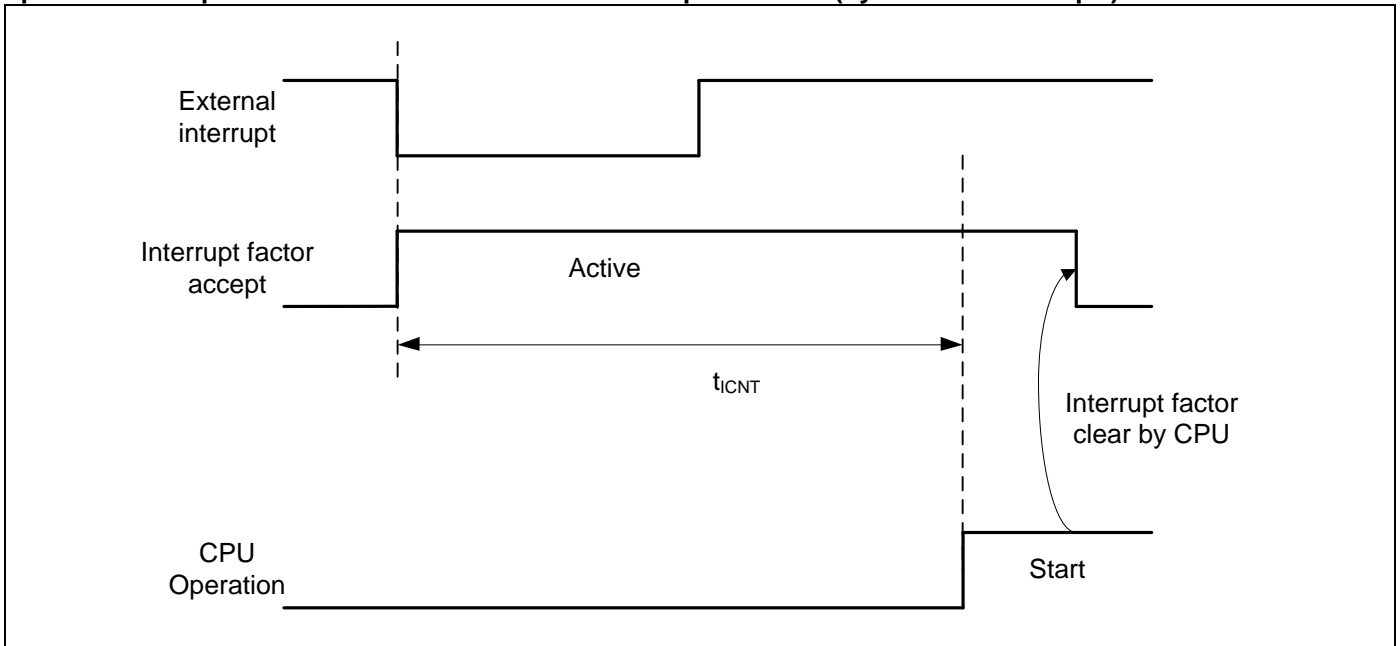 External
interrupt
Interrupt factor
accept
Active
tICNT
Interrupt factor
clear by CPU
CPU
Operation
Start